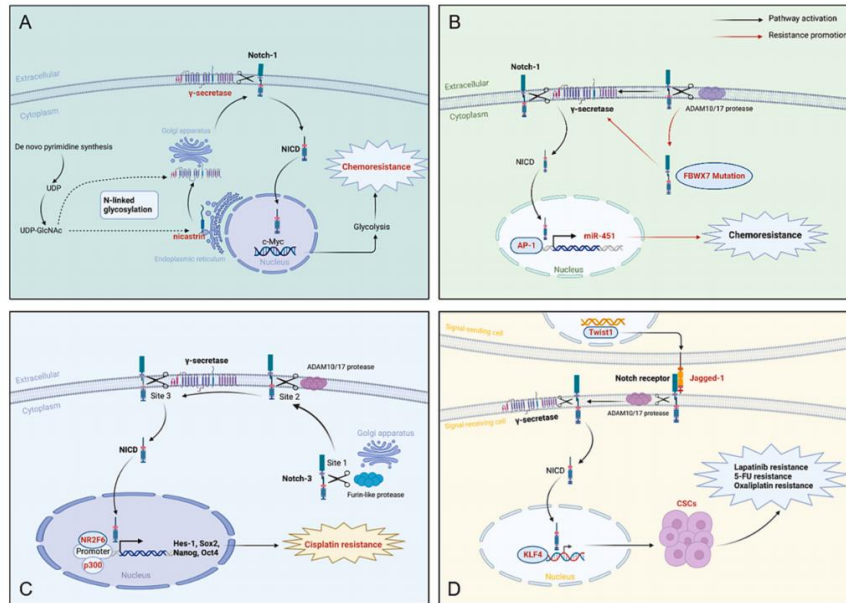 A
Notch-1
Extracellular
γ-secretase
Cytoplasm
Golgi apparatus
NICD
De novo pyrimidine synthesis
Chemoresistance
UDP
N-linked
glycosylation
Glycolysis
UDP-GlcNAc
nicastrin
c-Myc
Nucleus
Endoplasmic reticulum
B
Pathway activation
Resistance promotion
Notch-1
Extracellular
Cytoplasm
γ-secretase
ADAM10/17 protease
NICD
FBWX7 Mutation
AP-1
miR-451
Chemoresistance
Nucleus
γ-secretase
ADAM10/17 protease
Extracellular
Site 3
Site 2
Cytoplasm
Golgi apparatus
NICD
Site 1
Notch-3
Furin-like protease
NR2F6
Promoter
p300
Hes-1, Sox2,
Nanog, Oct4
Cisplatin resistance
Nucleus
C
Signal-sending cell
Twist1
Notch receptor
Jagged-1
ADAM10/17 protease
γ-secretase
Signal receiving cell
NICD
Lapatinib resistance
5-FU resistance
Oxaliplatin resistance
CSCs
KLF4
Nucleus
D